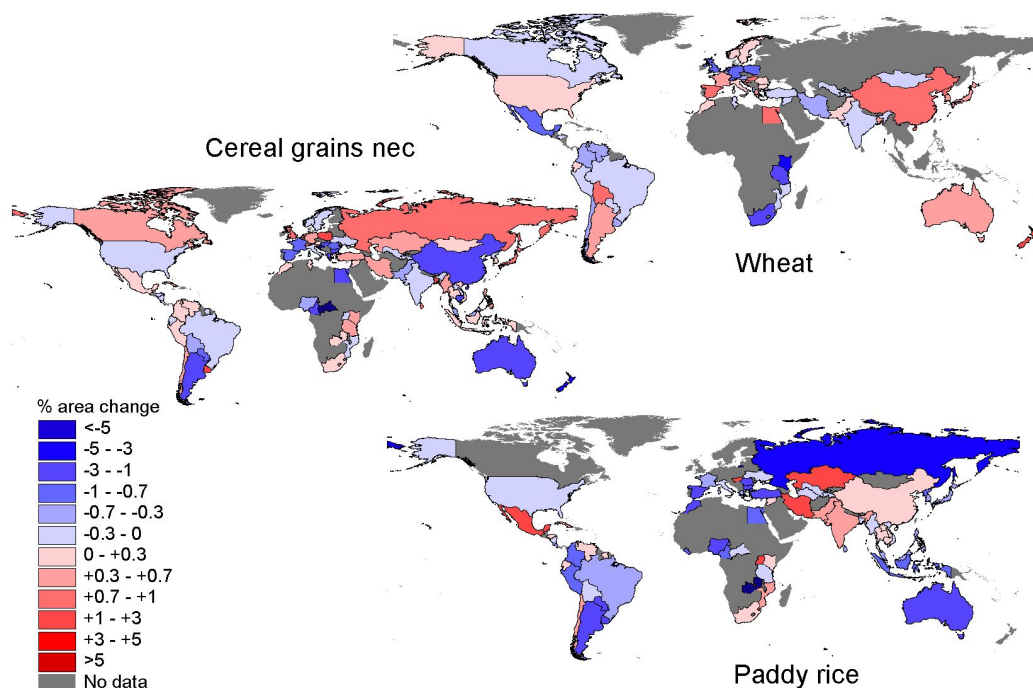 Cereal grains nec
Wheat
% area change
<-5
-5 - -3
-3 - -1
-1 - -0.7
-0.7 - -0.3
-0.3 - 0
0 - +0.3
+0.3 - +0.7
+0.7 - +1
+1 - +3
+3 - +5
>5
No data
Paddy rice